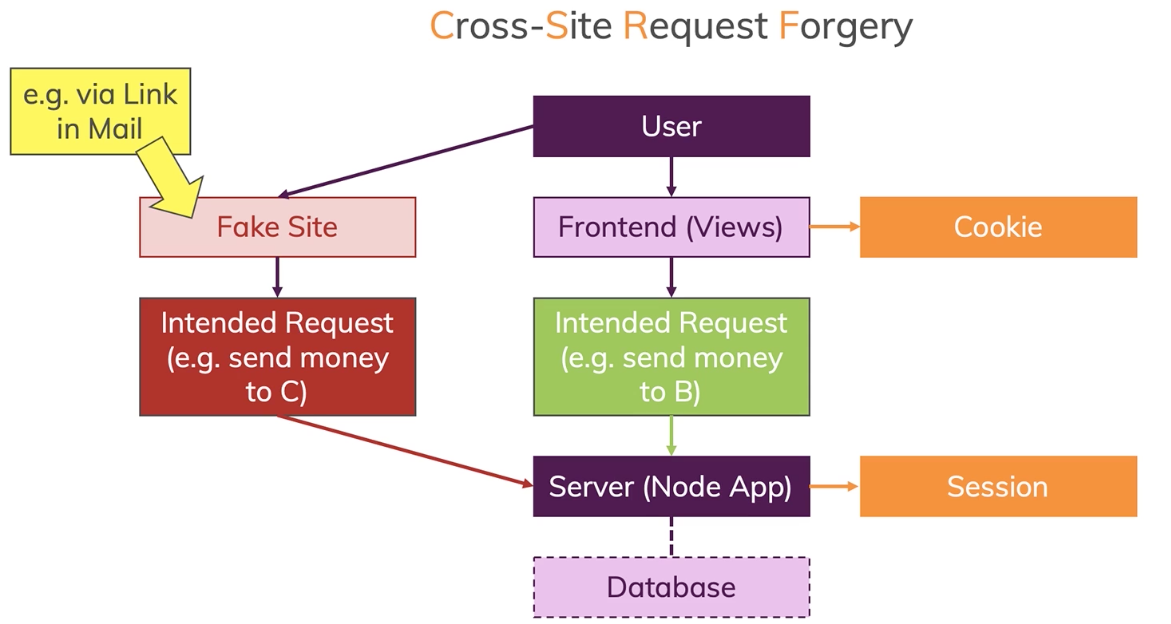 Cross-Site Request Forgery
e.g. via Link
in Mail
User
Fake Site
Frontend (Views)
Cookie
Intended Request
(e.g. send money
to C)
Intended Request
(e.g. send money
to B)
Server (Node App)
Session
Database